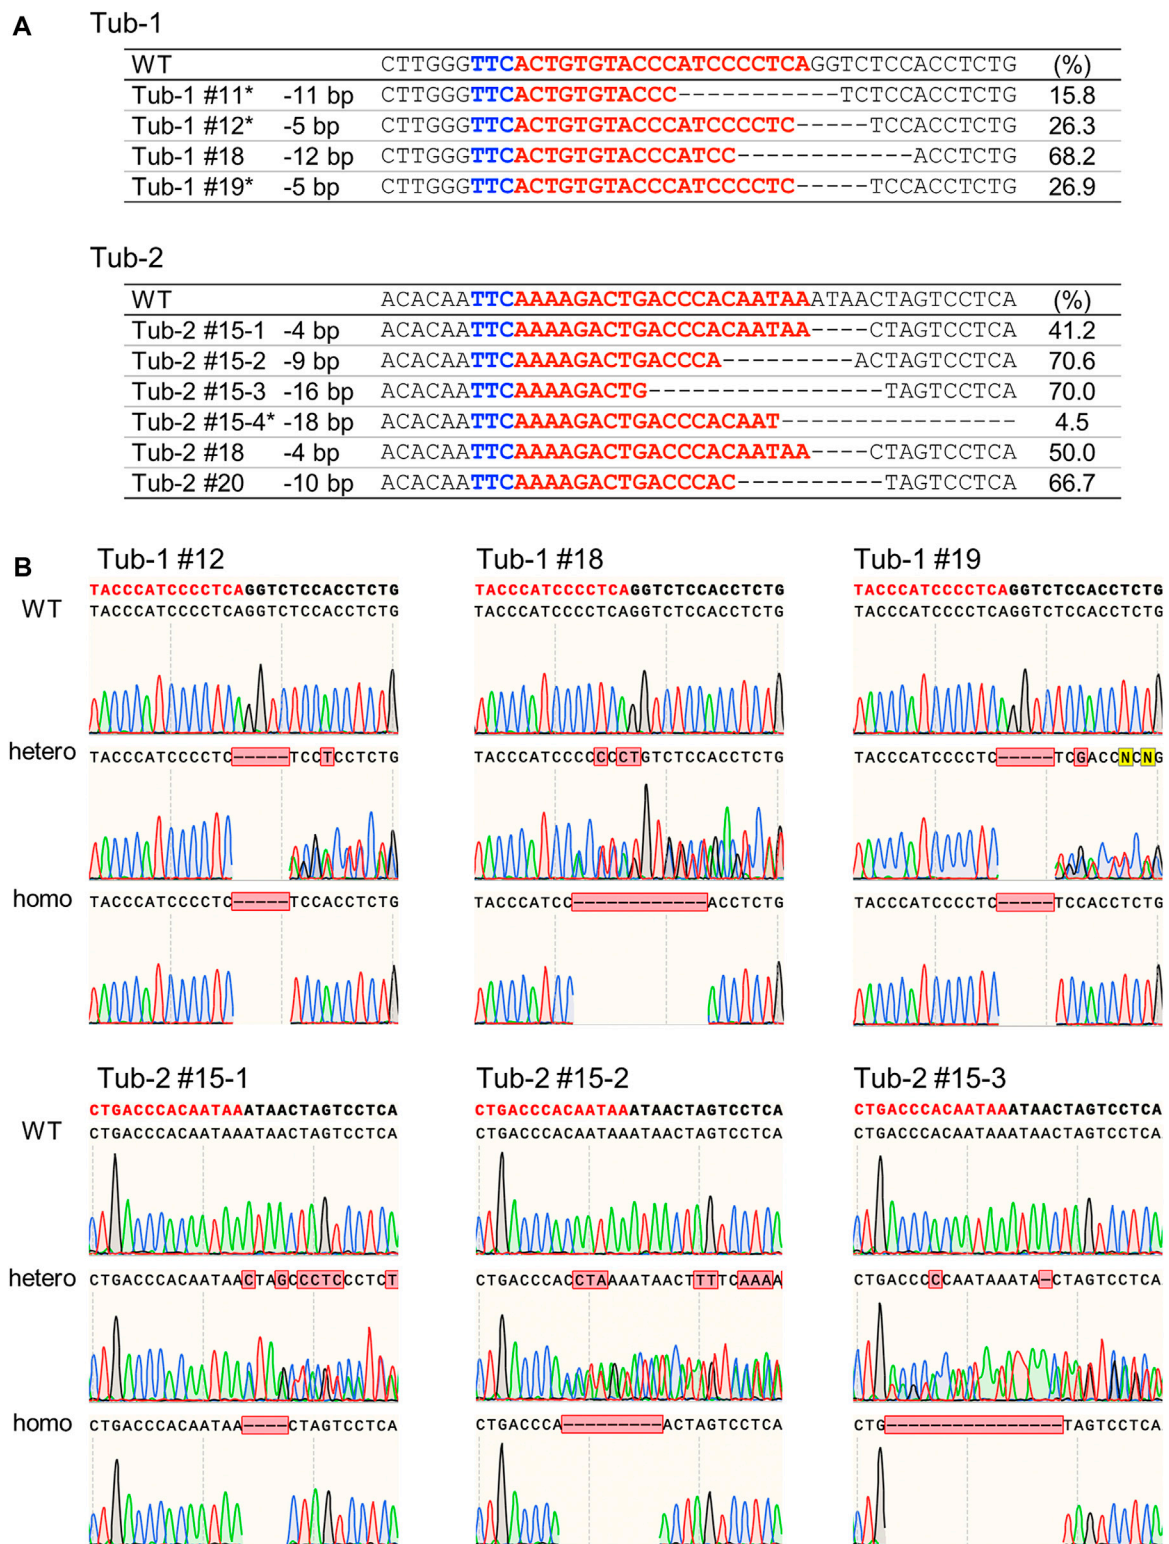 A
Tub-1
WT CTTGGGTTCACTGTGTACCCATCCCCTCAGGTCTCCACCTCTG (%)
Tub-1 #11* -11 bp CTTGGGTTCACTGTGTACCC-----------TCTCCACCTCTG 15.8
Tub-1 #12* -5 bp CTTGGGTTCACTGTGTACCCATCCCCTC-----TCCACCTCTG 26.3
Tub-1 #18 -12 bp CTTGGGTTCACTGTGTACCCATCC------------ACCTCTG 68.2
Tub-1 #19* -5 bp CTTGGGTTCACTGTGTACCCATCCCCTC-----TCCACCTCTG 26.9
Tub-2
WT ACACAATTCAAAAGACTGACCCACAATAAATAACTAGTCCTCA (%)
Tub-2 #15-1 -4 bp ACACAATTCAAAAGACTGACCCACAATAA----CTAGTCCTCA 41.2
Tub-2 #15-2 -9 bp ACACAATTCAAAAGACTGACCCA---------ACTAGTCCTCA 70.6
Tub-2 #15-3 -16 bp ACACAATTCAAAAGACTG----------------TAGTCCTCA 70.0
Tub-2 #15-4* -18 bp ACACAATTCAAAAGACTGACCCACAAT---------------- 4.5
Tub-2 #18 -4 bp ACACAATTCAAAAGACTGACCCACAATAA----CTAGTCCTCA 50.0
Tub-2 #20 -10 bp ACACAATTCAAAAGACTGACCCAC----------TAGTCCTCA 66.7
B
Tub-1 #12 Tub-1 #18 Tub-1 #19
TACCCATCCCCTCAGGTCTCCACCTCTG TACCCATCCCCTCAGGTCTCCACCTCTG TACCCATCCCCTCAGGTCTCCACCTCTG
WT TACCCATCCCCTCAGGTCTCCACCTCTG TACCCATCCCCTCAGGTCTCCACCTCTG TACCCATCCCCTCAGGTCTCCACCTCTG
hetero TACCCATCCCCTC-----TCCTCCTCTG TACCCATCCCCCCCTGTCTCCACCTCTG TACCCATCCCCTC-----TCGACCNCNG
homo TACCCATCCCCTC-----TCCACCTCTG TACCCATCC------------ACCTCTG TACCCATCCCCTC-----TCCACCTCTG
Tub-2 #15-1 Tub-2 #15-2 Tub-2 #15-3
CTGACCCACAATAAATAACTAGTCCTCA CTGACCCACAATAAATAACTAGTCCTCA CTGACCCACAATAAATAACTAGTCCTCA
WT CTGACCCACAATAAATAACTAGTCCTCA CTGACCCACAATAAATAACTAGTCCTCA CTGACCCACAATAAATAACTAGTCCTCA
hetero CTGACCCACAATAACTAGCCCTCCCTCT CTGACCCACCTAAAATAACTTTTCAAAA CTGACCCCCAATAAATA-CTAGTCCTCA
homo CTGACCCACAATAA----CTAGTCCTCA CTGACCCA---------ACTAGTCCTCA CTG----------------TAGTCCTCA